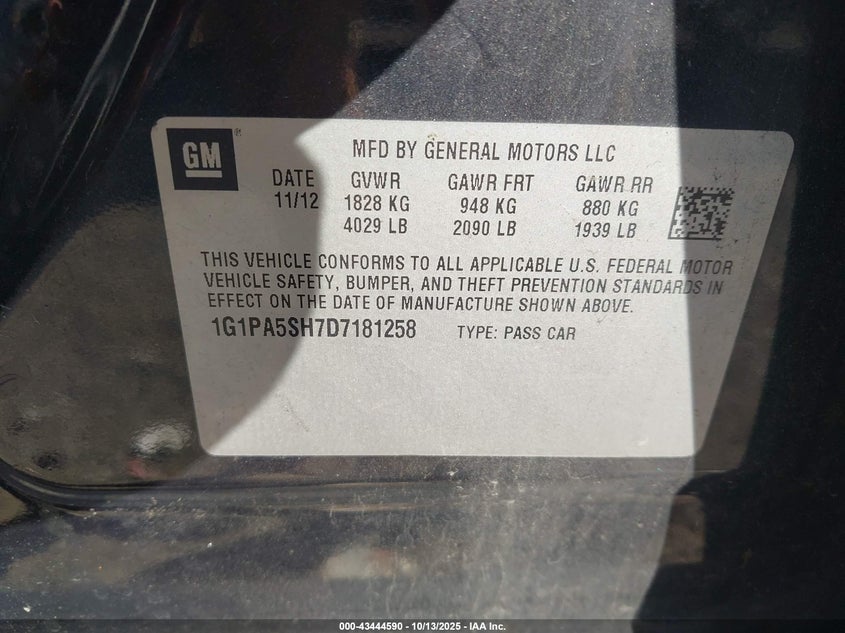 GM®
MFD BY GENERAL MOTORS LLC
DATE GVWR GAWR FRT GAWR RR
11/12 1828 KG 948 KG 880 KG
4029 LB 2090 LB 1939 LB
THIS VEHICLE CONFORMS TO ALL APPLICABLE U.S. FEDERAL MOTOR
VEHICLE SAFETY, BUMPER, AND THEFT PREVENTION STANDARDS IN
EFFECT ON THE DATE OF MANUFACTURE SHOWN ABOVE.
1G1PA5SH7D7181258 TYPE: PASS CAR
000-43444590 - 10/13/2025 - IAA Inc.